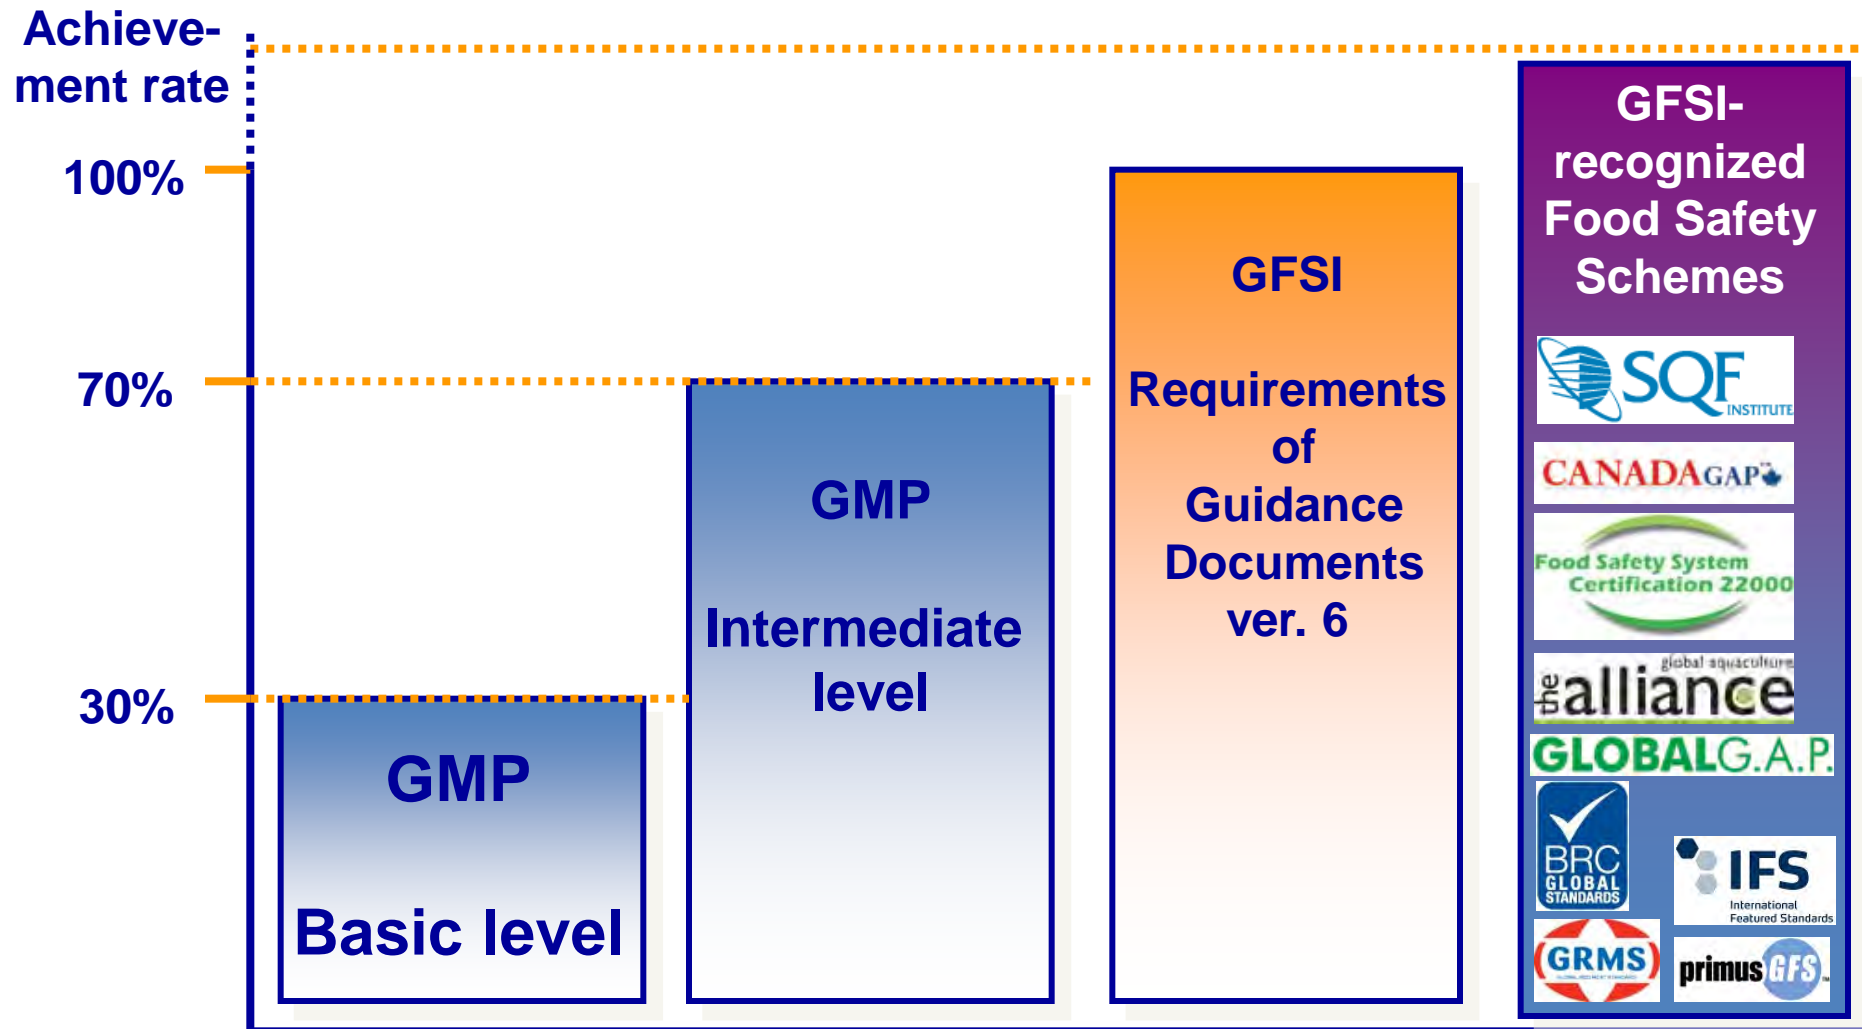 Achieve-
ment rate
100%
70%
30%
GMP
Basic level
GMP
Intermediate
level
GFSI
Requirements
of
Guidance
Documents
ver. 6
GFSI-
recognized
Food Safety
Schemes
SQF
INSTITUTE
CANADAGAP
Food Safety System
Certification 22000
global aquaculture
the alliance
GLOBALG.A.P.
BRC
GLOBAL
STANDARDS
IFS
International
Featured Standards
GRMS
primusGFS